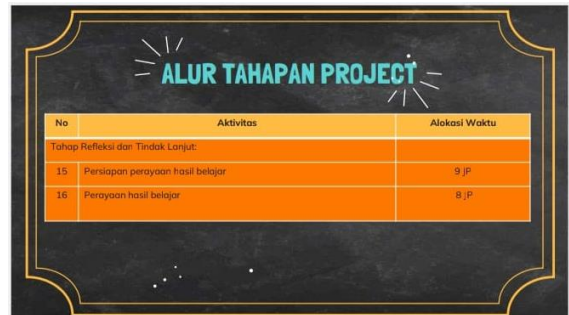 ALUR TAHAPAN PROJECT
No Aktivitas Alokasi Waktu
Tahap Refleksi dan Tindak Lanjut:
15 Persiapan perayaan hasil belajar 9 JP
16 Perayaan hasil belajar 8 jP